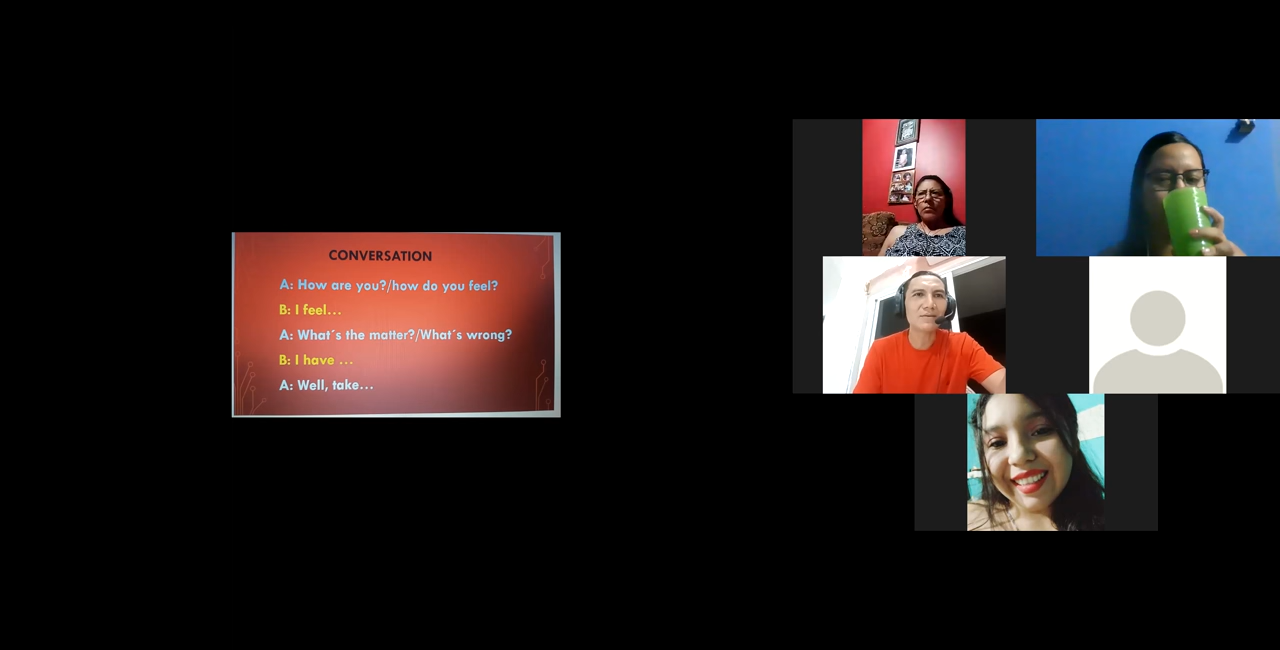 CONVERSATION
A: How are you?/how do you feel?
B: I feel...
A: What´s the matter?/What´s wrong?
B: I have ...
A: Well, take...